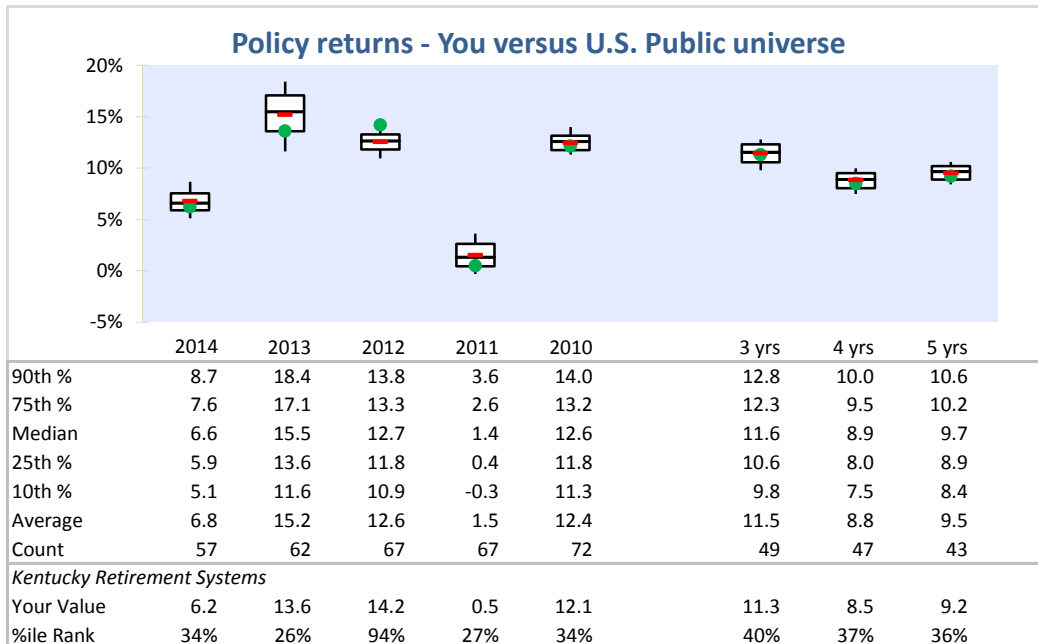 Policy returns - You versus U.S. Public universe
20%
15%
10%
5%
0%
-5%
2014 2013 2012 2011 2010 3 yrs 4 yrs 5 yrs
90th % 8.7 18.4 13.8 3.6 14.0 12.8 10.0 10.6
75th % 7.6 17.1 13.3 2.6 13.2 12.3 9.5 10.2
Median 6.6 15.5 12.7 1.4 12.6 11.6 8.9 9.7
25th % 5.9 13.6 11.8 0.4 11.8 10.6 8.0 8.9
10th % 5.1 11.6 10.9 -0.3 11.3 9.8 7.5 8.4
Average 6.8 15.2 12.6 1.5 12.4 11.5 8.8 9.5
Count 57 62 67 67 72 49 47 43
Kentucky Retirement Systems
Your Value 6.2 13.6 14.2 0.5 12.1 11.3 8.5 9.2
%ile Rank 34% 26% 94% 27% 34% 40% 37% 36%